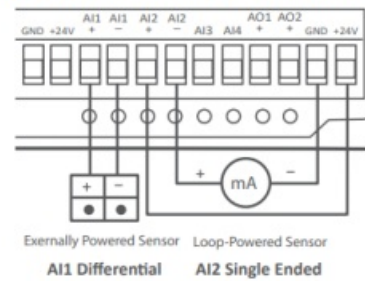 AI1 AI1 AI2 AI2 AO1 AO2
GND +24V + − + − AI3 AI4 + + GND +24V
+ −
+ mA −
Exernally Powered Sensor Loop-Powered Sensor
AI1 Differential AI2 Single Ended